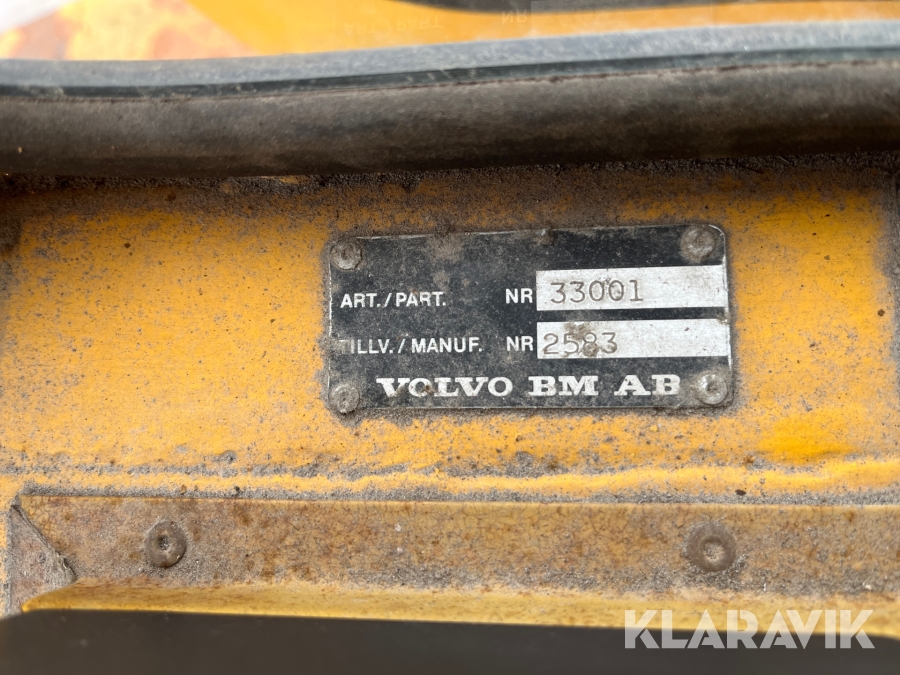 ART./PART. NR 33001
TILLV./MANUF. NR 2583
VOLVO BM AB
KLARAVIK